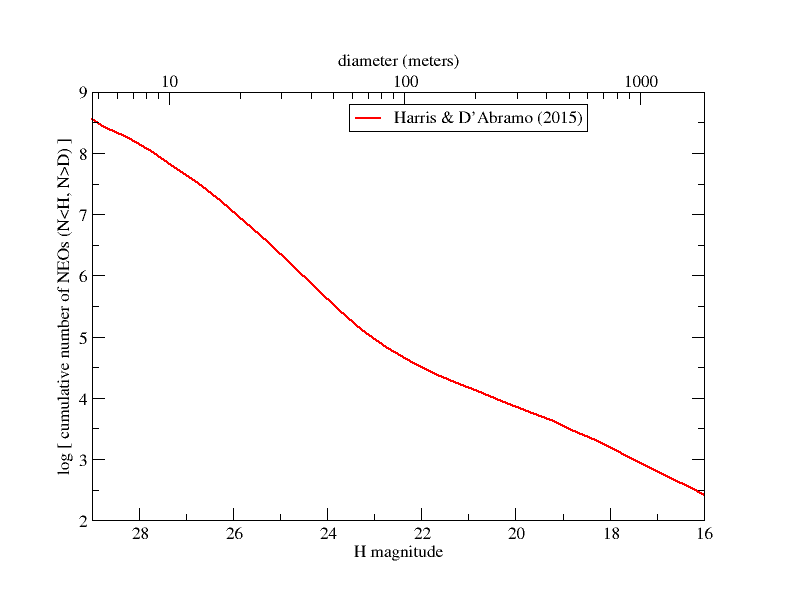 diameter (meters)
10 100 1000
Harris & D'Abramo (2015)
log [ cumulative number of NEOs (N<H, N>D) ]
9
8
7
6
5
4
3
2
28 26 24 22 20 18 16
H magnitude